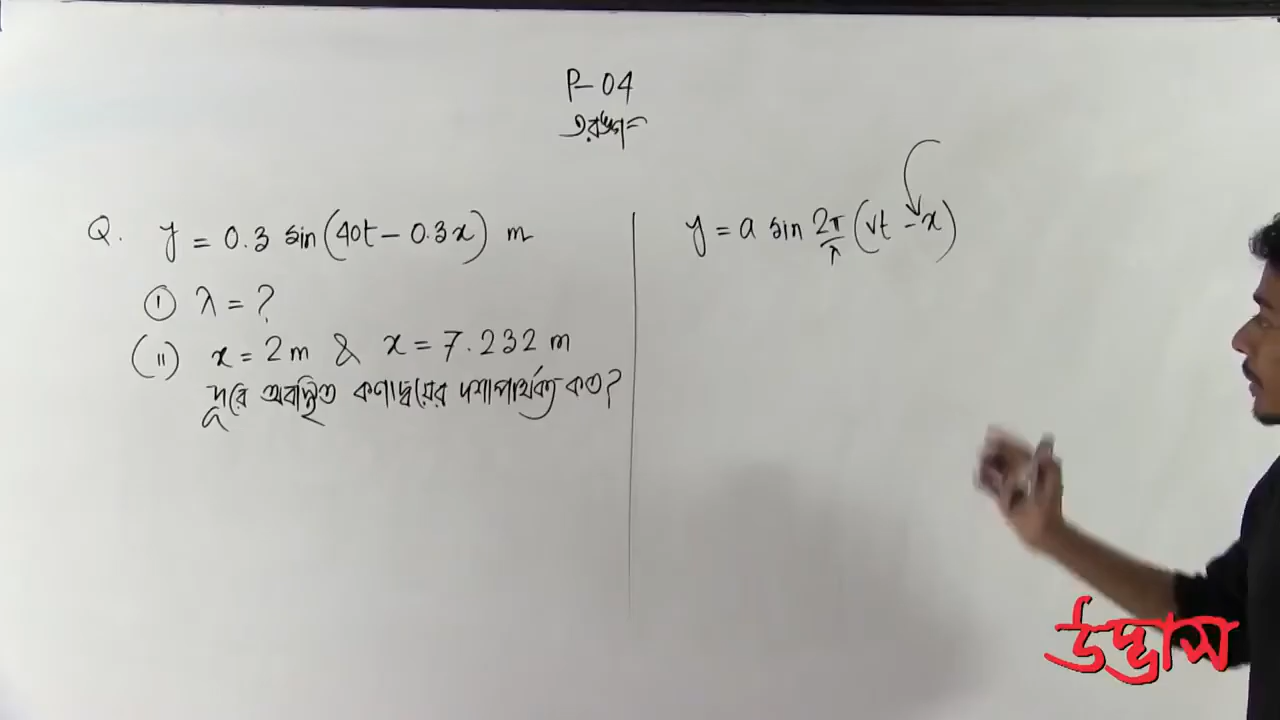 P-04
তরঙ্গ
Q. y = 0.3 sin(40t - 0.3x) m
(i) λ = ?
(ii) x = 2m & x = 7.232 m
দূরে অবস্থিত কণাদ্বয়ের দশাপার্থক্য কত?
y = a sin 2π/λ (vt - x)
উদ্ভাস